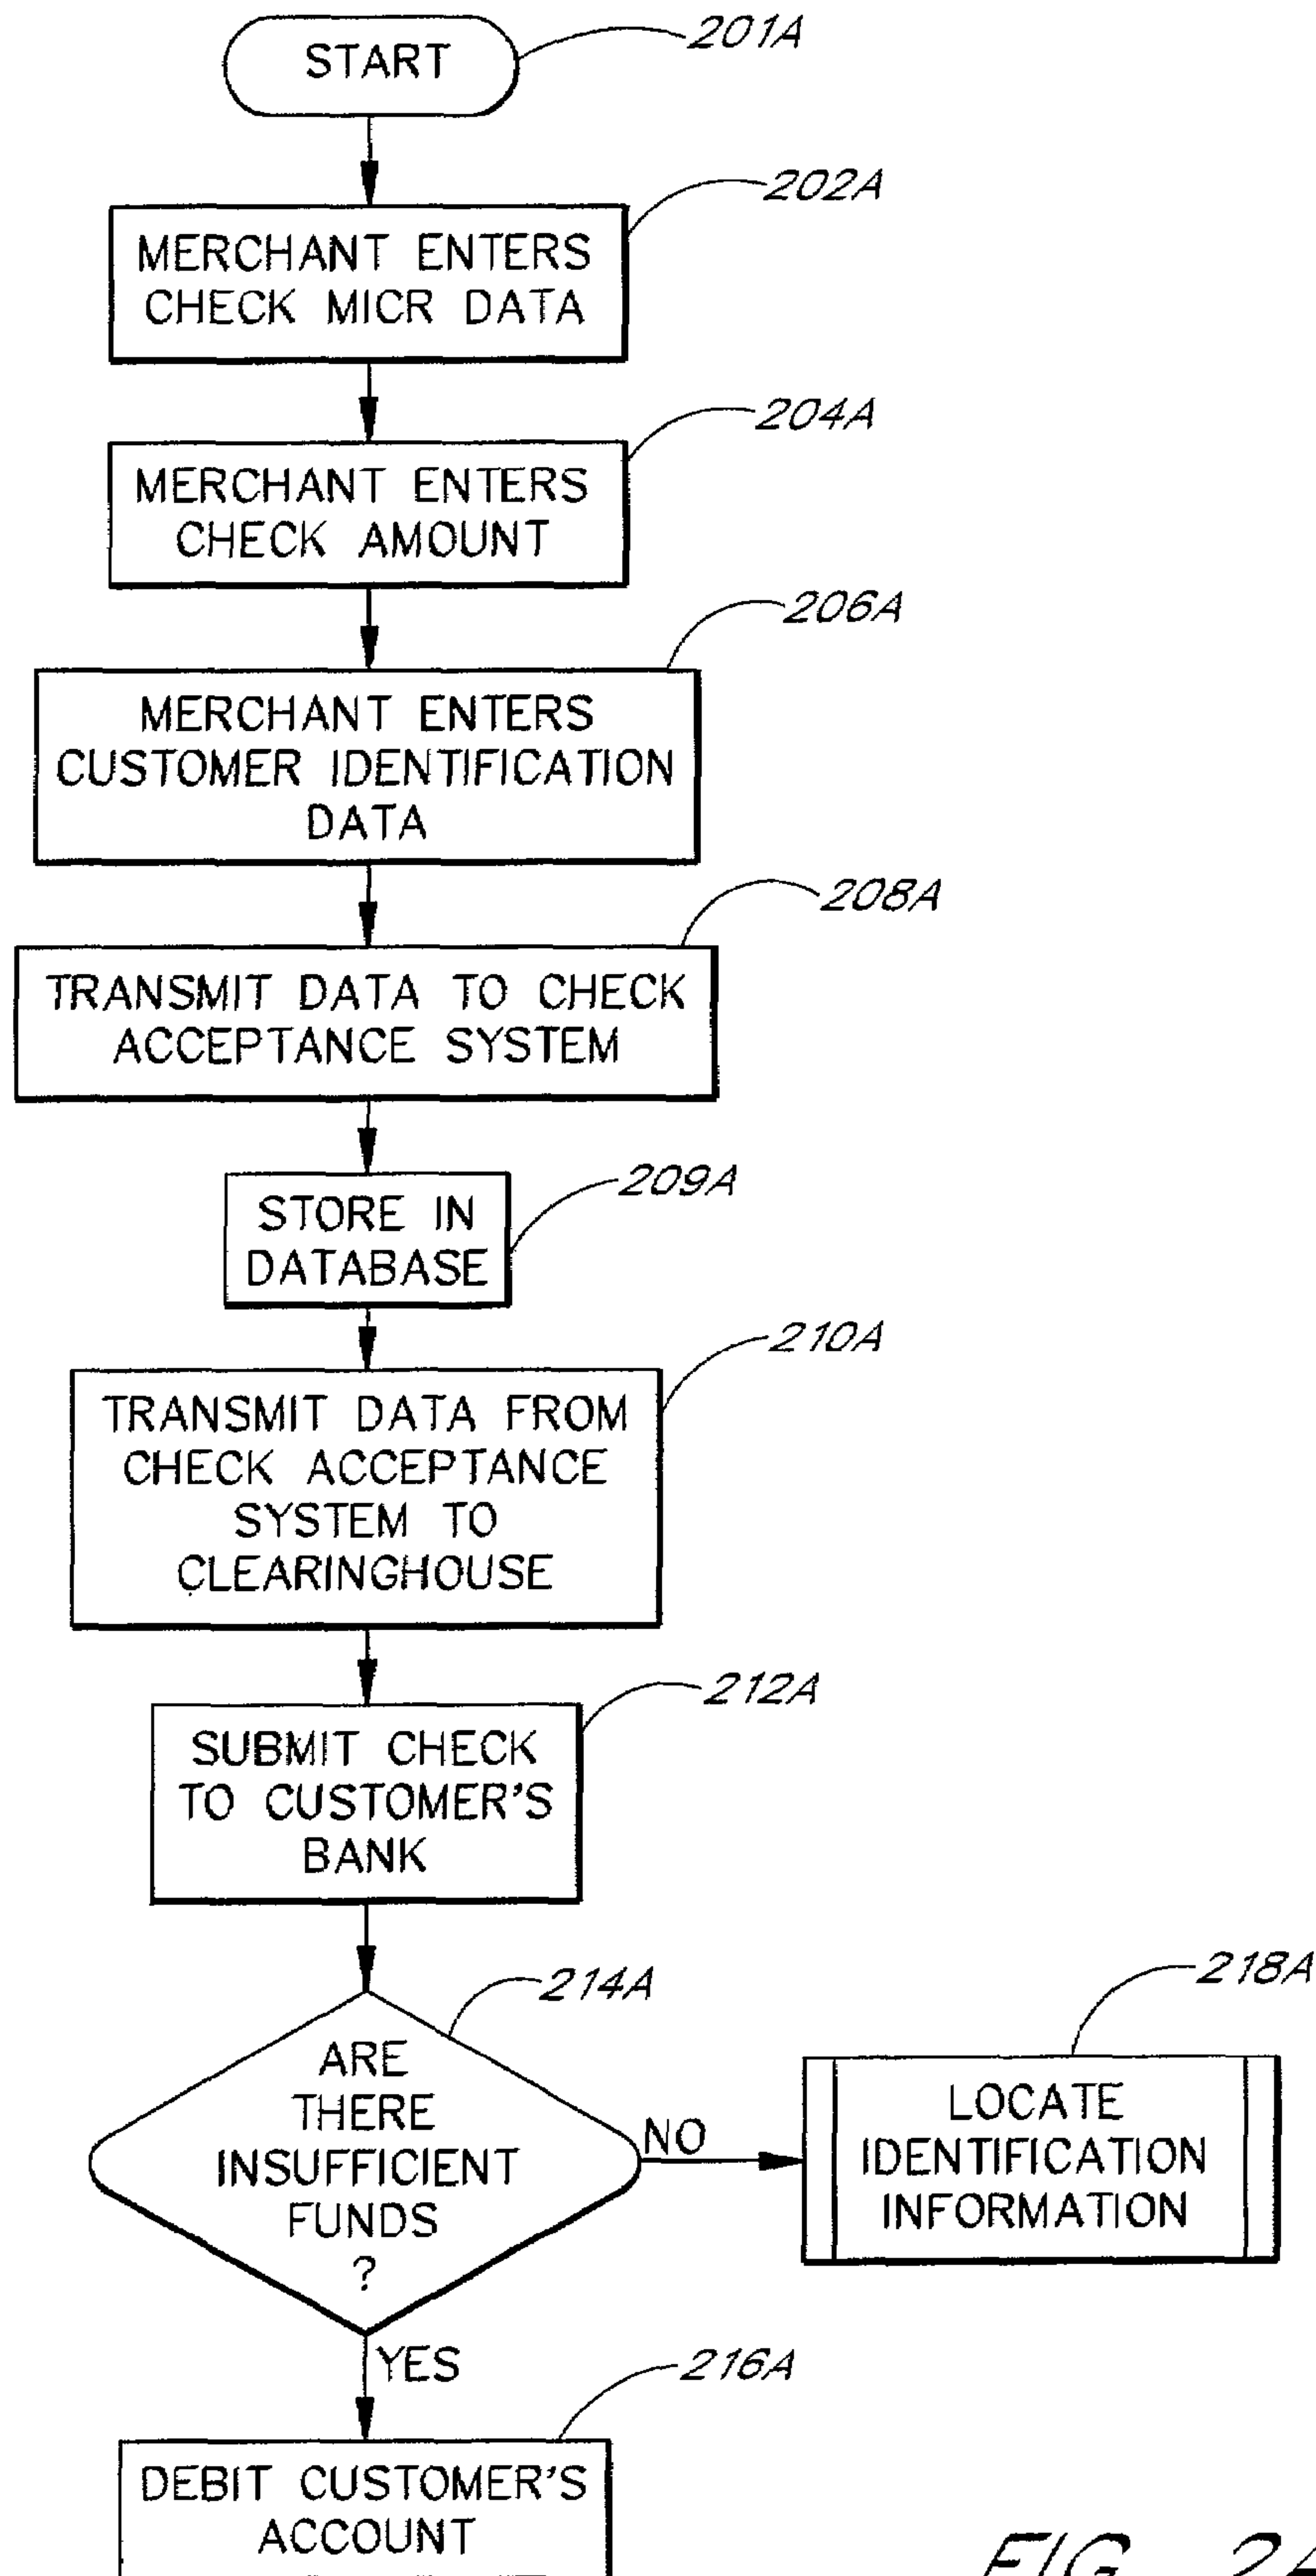 START
201A
202A
MERCHANT ENTERS
CHECK MICR DATA
204A
MERCHANT ENTERS
CHECK AMOUNT
206A
MERCHANT ENTERS
CUSTOMER IDENTIFICATION
DATA
208A
TRANSMIT DATA TO CHECK
ACCEPTANCE SYSTEM
209A
STORE IN
DATABASE
210A
TRANSMIT DATA FROM
CHECK ACCEPTANCE
SYSTEM TO
CLEARINGHOUSE
212A
SUBMIT CHECK
TO CUSTOMER'S
BANK
214A
ARE
THERE
INSUFFICIENT
FUNDS
?
NO
218A
LOCATE
IDENTIFICATION
INFORMATION
YES
216A
DEBIT CUSTOMER'S
ACCOUNT
FIG. 2A